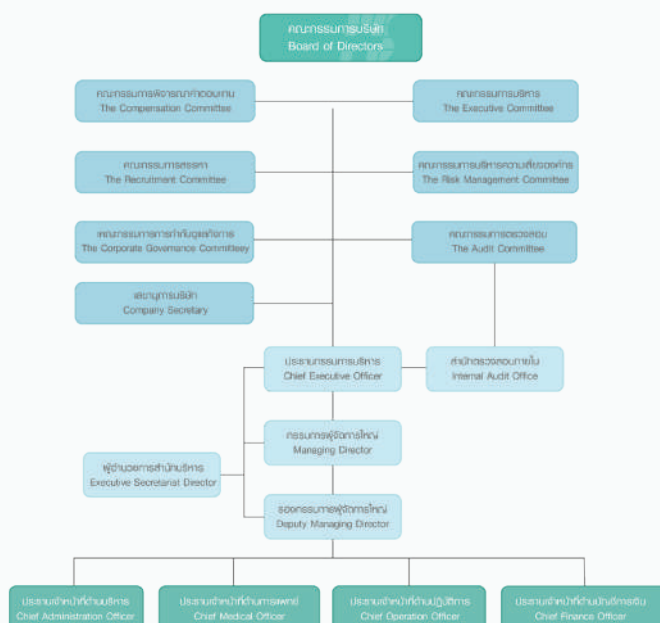 คณะกรรมการบริษัท
Board of Directors
คณะกรรมการพิจารณาค่าตอบแทน
The Compensation Committee
คณะกรรมการบริหาร
The Executive Committee
คณะกรรมการสรรหา
The Recruitment Committee
คณะกรรมการบริหารความเสี่ยงองค์กร
The Risk Management Committee
คณะกรรมการการกำกับดูแลกิจการ
The Corporate Governance Committeey
คณะกรรมการตรวจสอบ
The Audit Committee
เลขานุการบริษัท
Company Secretary
ประธานกรรมการบริหาร
Chief Executive Officer
สำนักตรวจสอบภายใน
Internal Audit Office
กรรมการผู้จัดการใหญ่
Managing Director
ผู้อำนวยการสำนักบริหาร
Executive Secretariat Director
รองกรรมการผู้จัดการใหญ่
Deputy Managing Director
ประธานเจ้าหน้าที่ด้านบริหาร
Chief Administration Officer
ประธานเจ้าหน้าที่ด้านการแพทย์
Chief Medical Officer
ประธานเจ้าหน้าที่ด้านปฏิบัติการ
Chief Operation Officer
ประธานเจ้าหน้าที่ด้านบัญชีการเงิน
Chief Finance Officer